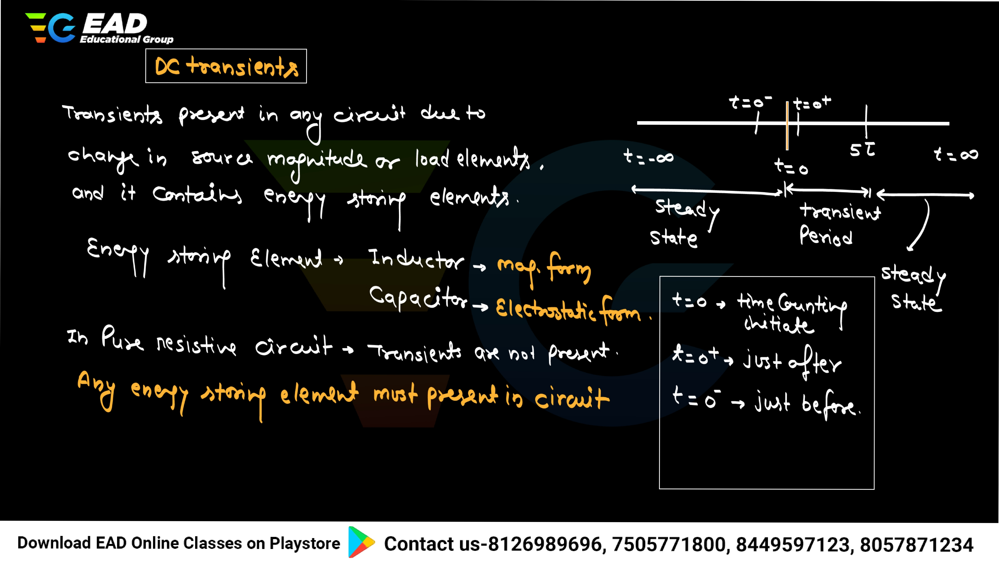 EAD
Educational Group
DC transients
Transients present in any circuit due to
change in source magnitude or load elements.
and it contains energy storing elements.
Energy storing Element → Inductor → mag. form
Capacitor → Electrostatic form.
In Pure resistive circuit → Transients are not present.
Any energy storing element must present in circuit
t=0⁻ t=0⁺
t=-∞ t=0 5τ t=∞
steady state
transient Period
steady state
t=0 → time Counting
initiate
t=0⁺ → just after
t=0⁻ → just before.
Download EAD Online Classes on Playstore Contact us-8126989696, 7505771800, 8449597123, 8057871234